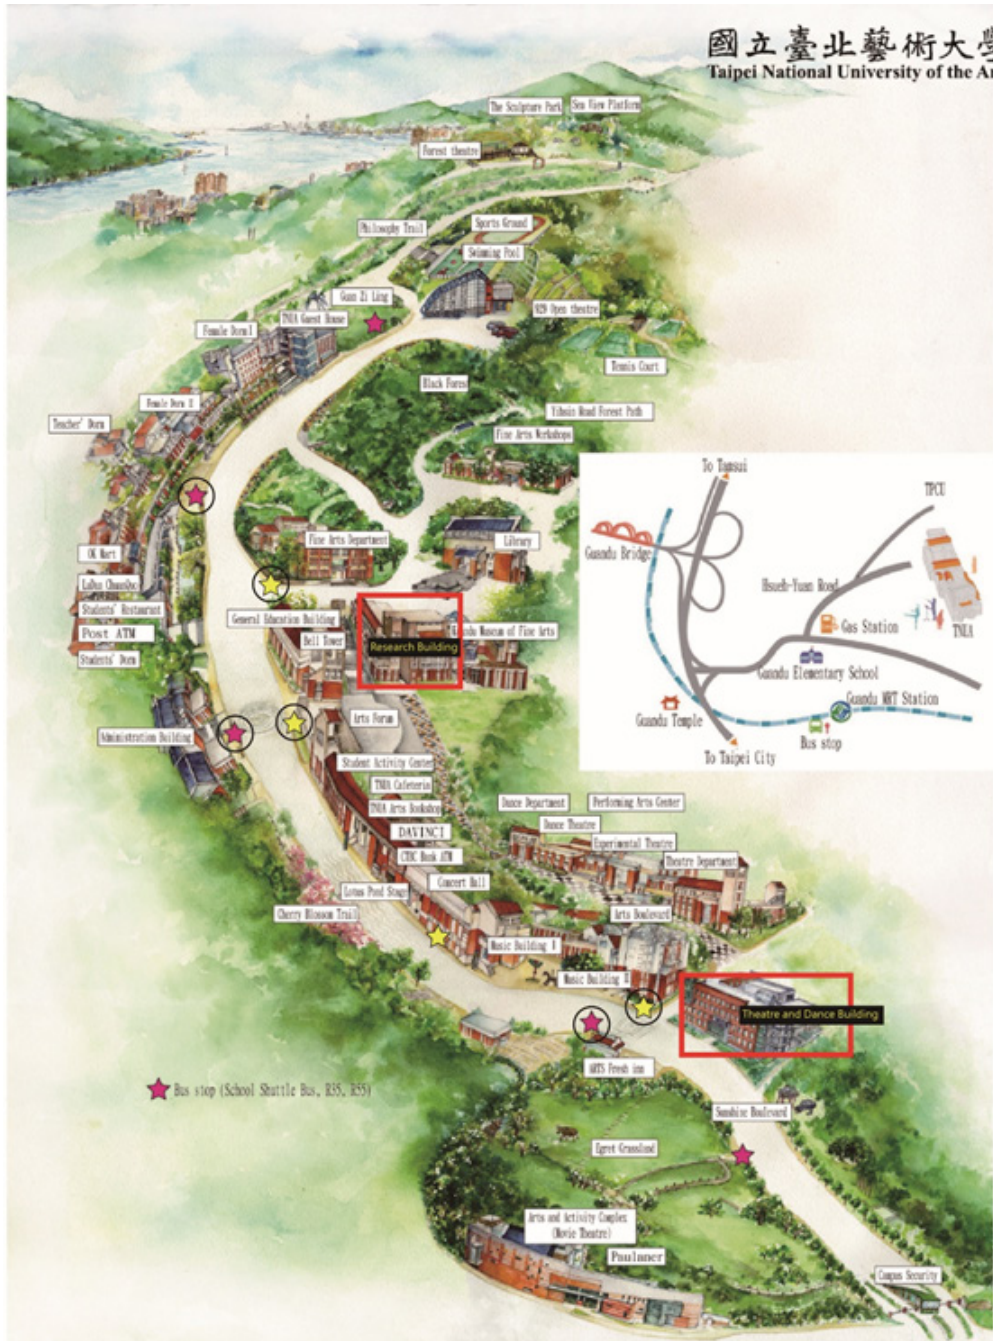 國立臺北藝術大學
Taipei National University of the Ar
The Sculpture Park
Sea View Platform
Forest theatre
Philosophy Trail
Sports Ground
Swimming Pool
Guan Zi Ling
TNUA Guest House
929 Open theatre
Female Dorm I
Tennis Court
Black Forest
Female Dorm II
Teacher' Dorm
Yihsin Road Forest Path
Fine Arts Workshops
To Tamsui
TPCU
Guandu Bridge
Hsueh-Yuan Road
Gas Station
TNUA
Guandu Elementary School
Guandu MRT Station
Guandu Temple
Bus stop
To Taipei City
Fine Arts Department
Library
OK Mart
Students' Restaurant
Post ATM
Students' Dorm
General Education Building
Bell Tower
Research Building
du Museum of Fine Arts
Administration Building
Arts Forum
Student Activity Center
TNUA Cafeteria
TNUA Arts Bookshop
DAVINCI
CTBC Bank ATM
Concert Hall
Lotus Pond Stage
Cherry Blossom Trail
Dance Department
Performing Arts Center
Dance Theatre
Experimental Theatre
Theatre Department
Arts Boulevard
Music Building I
Music Building II
Theatre and Dance Building
ARTS Fresh inn
Bus stop (School Shuttle Bus, R35, R55)
Sunshine Boulevard
Egret Grassland
Arts and Activity Complex
(Movie Theatre)
Paulaner
Campus Security